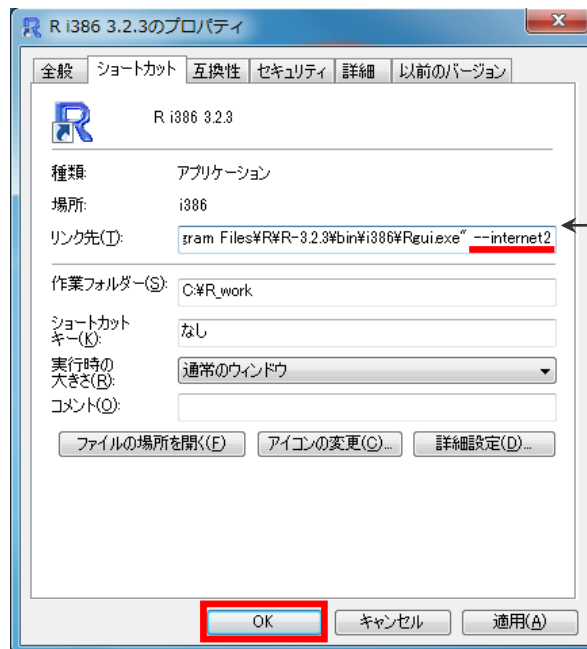 R i386 3.2.3のプロパティ
全般 ショートカット 互換性 セキュリティ 詳細 以前のバージョン
R i386 3.2.3
種類: アプリケーション
場所: i386
リンク先(T): gram Files¥R¥R-3.2.3¥bin¥i386¥Rgui.exe" --internet2
作業フォルダー(S): C:¥R_work
ショートカット
キー(K): なし
実行時の
大きさ(R): 通常のウィンドウ
コメント(O):
ファイルの場所を開く(F) アイコンの変更(C)... 詳細設定(D)...
OK キャンセル 適用(A)